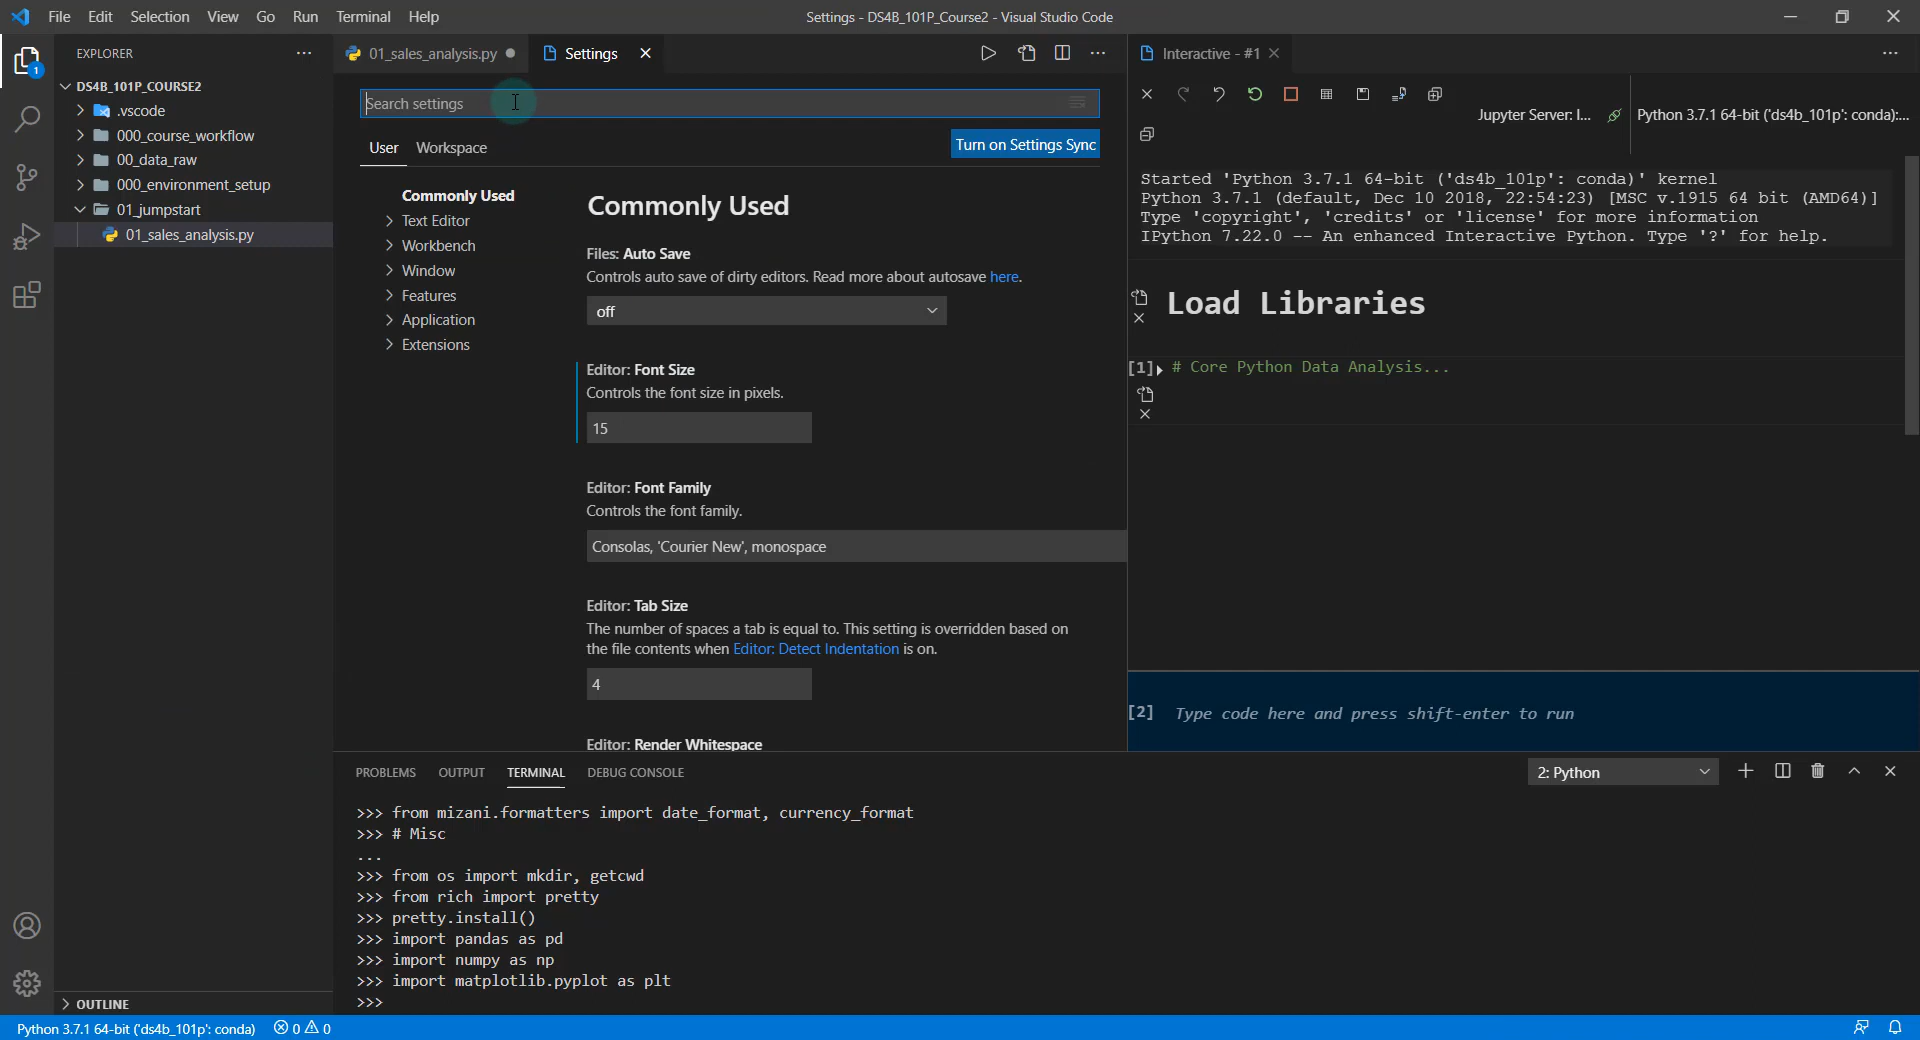 File Edit Selection View Go Run Terminal Help
Settings - DS4B_101P_Course2 - Visual Studio Code
EXPLORER
1
DS4B_101P_COURSE2
.vscode
000_course_workflow
00_data_raw
000_environment_setup
01_jumpstart
01_sales_analysis.py
OUTLINE
01_sales_analysis.py
Settings
Search settings
User Workspace
Turn on Settings Sync
Commonly Used
Text Editor
Workbench
Window
Features
Application
Extensions
Commonly Used
Files: Auto Save
Controls auto save of dirty editors. Read more about autosave here.
off
Editor: Font Size
Controls the font size in pixels.
15
Editor: Font Family
Controls the font family.
Consolas, 'Courier New', monospace
Editor: Tab Size
The number of spaces a tab is equal to. This setting is overridden based on
the file contents when Editor: Detect Indentation is on.
4
Editor: Render Whitespace
Interactive - #1
Jupyter Server: l...
Python 3.7.1 64-bit ('ds4b_101p': conda):...
Started 'Python 3.7.1 64-bit ('ds4b_101p': conda)' kernel
Python 3.7.1 (default, Dec 10 2018, 22:54:23) [MSC v.1915 64 bit (AMD64)]
Type 'copyright', 'credits' or 'license' for more information
IPython 7.22.0 -- An enhanced Interactive Python. Type '?' for help.
Load Libraries
[1] # Core Python Data Analysis...
[2] Type code here and press shift-enter to run
PROBLEMS OUTPUT TERMINAL DEBUG CONSOLE
2: Python
>>> from mizani.formatters import date_format, currency_format
>>> # Misc
...
>>> from os import mkdir, getcwd
>>> from rich import pretty
>>> pretty.install()
>>> import pandas as pd
>>> import numpy as np
>>> import matplotlib.pyplot as plt
>>>
Python 3.7.1 64-bit ('ds4b_101p': conda) 0 0